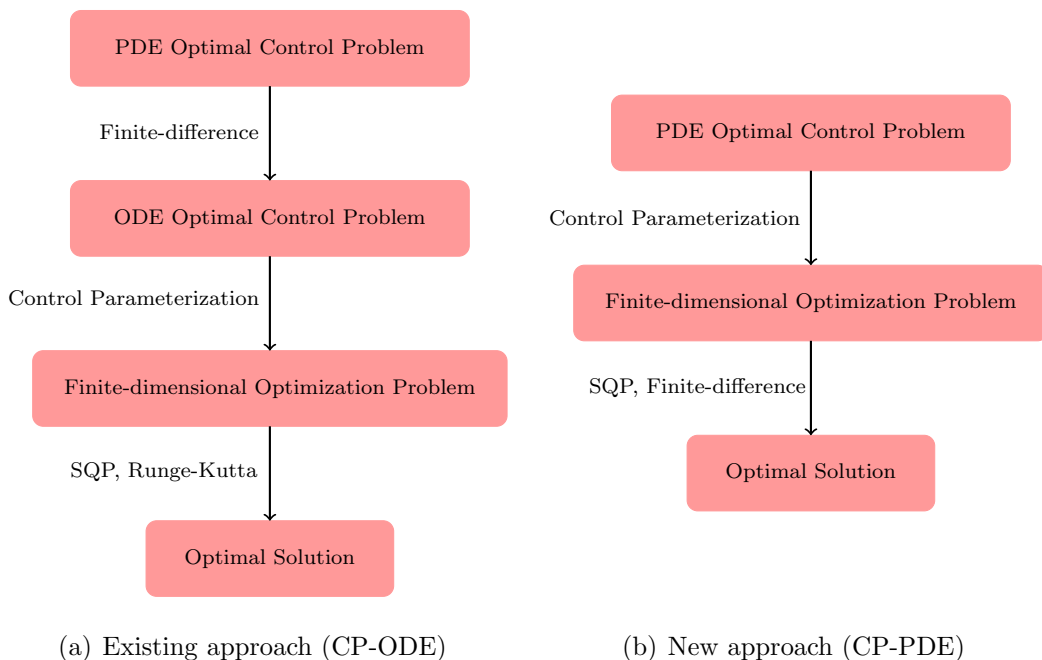 PDE Optimal Control Problem
Finite-difference
ODE Optimal Control Problem
Control Parameterization
Finite-dimensional Optimization Problem
SQP, Runge-Kutta
Optimal Solution
(a) Existing approach (CP-ODE)
PDE Optimal Control Problem
Control Parameterization
Finite-dimensional Optimization Problem
SQP, Finite-difference
Optimal Solution
(b) New approach (CP-PDE)